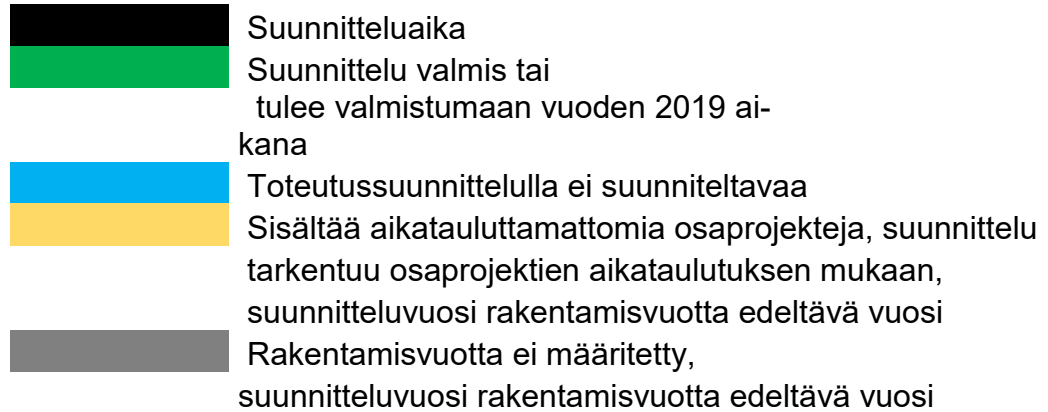 Suunnitteluaika
Suunnittelu valmis tai
tulee valmistumaan vuoden 2019 ai-
kana
Toteutussuunnittelulla ei suunniteltavaa
Sisältää aikatauluttamattomia osaprojekteja, suunnittelu
tarkentuu osaprojektien aikataulutuksen mukaan,
suunnitteluvuosi rakentamisvuotta edeltävä vuosi
Rakentamisvuotta ei määritetty,
suunnitteluvuosi rakentamisvuotta edeltävä vuosi